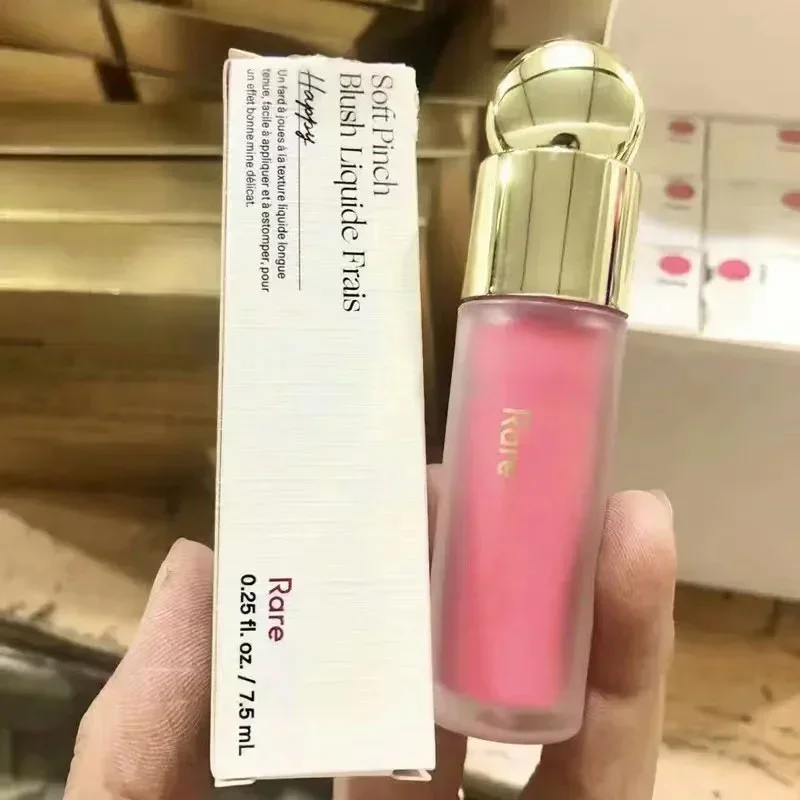 Soft Pinch
Blush Liquide Frais
Happy
Un fard à joues à la texture liquide longue
tenue, facile à appliquer et à estomper, pour
un effet bonne mine délicat.
Rare
0.25 fl. oz. / 7.5 mL
Rare